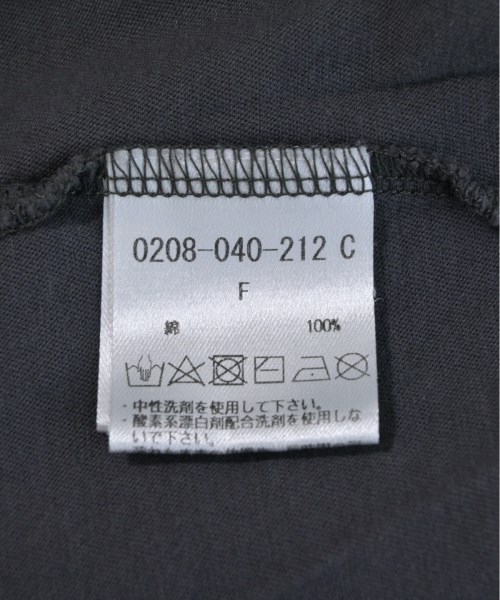 0208-040-212 C
F
綿 100%
・中性洗剤を使用して下さい。
・酸素系漂白剤配合洗剤を使用しな
いで下さい。